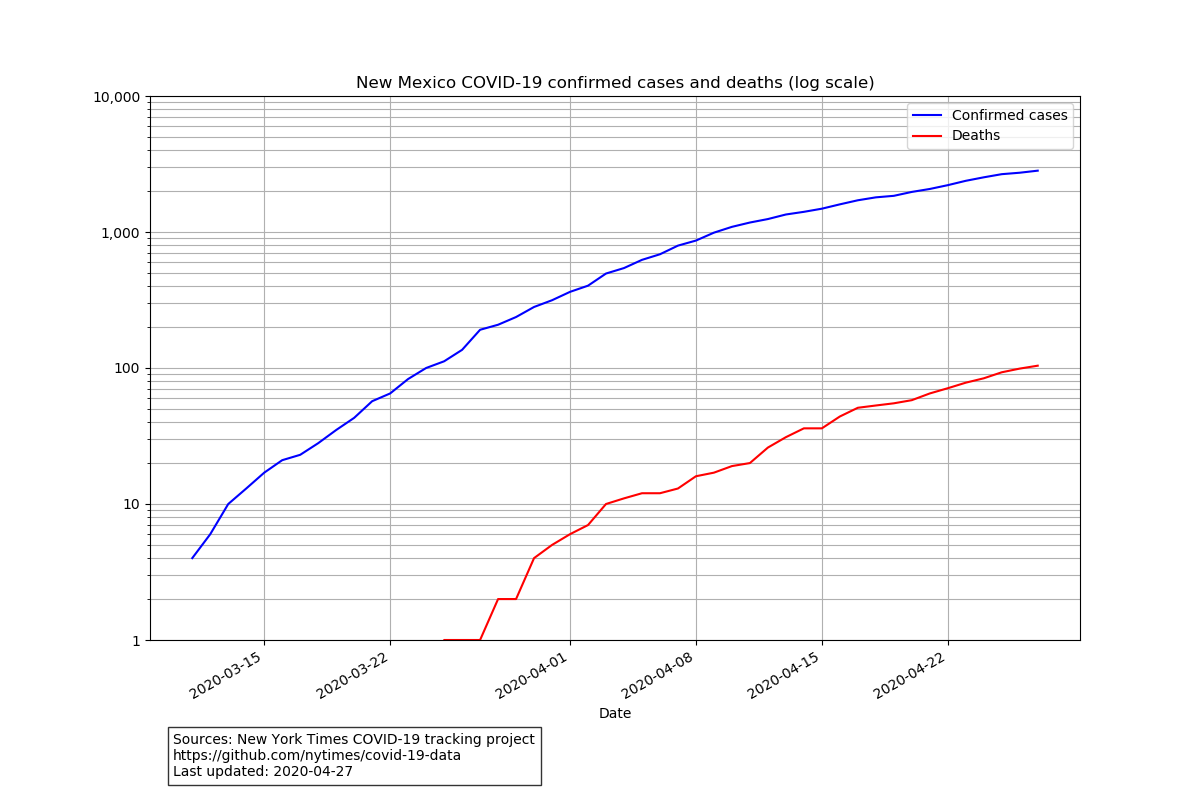 New Mexico COVID-19 confirmed cases and deaths (log scale)
10,000
1,000
100
10
1
Confirmed cases
Deaths
2020-03-15
2020-03-22
2020-04-01
2020-04-08
2020-04-15
2020-04-22
Date
Sources: New York Times COVID-19 tracking project
https://github.com/nytimes/covid-19-data
Last updated: 2020-04-27